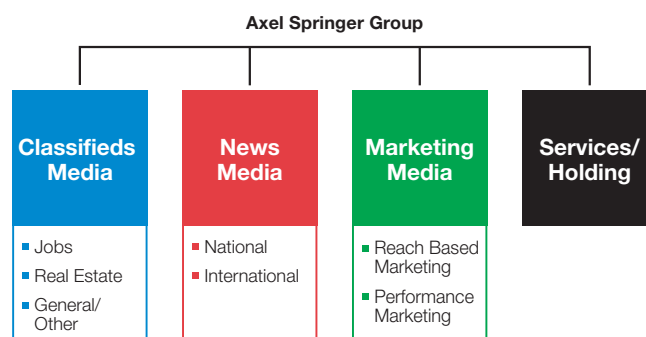 Axel Springer Group
Classifieds
Media
News
Media
Marketing
Media
Services/
Holding
Jobs
Real Estate
General/
Other
National
International
Reach Based
Marketing
Performance
Marketing